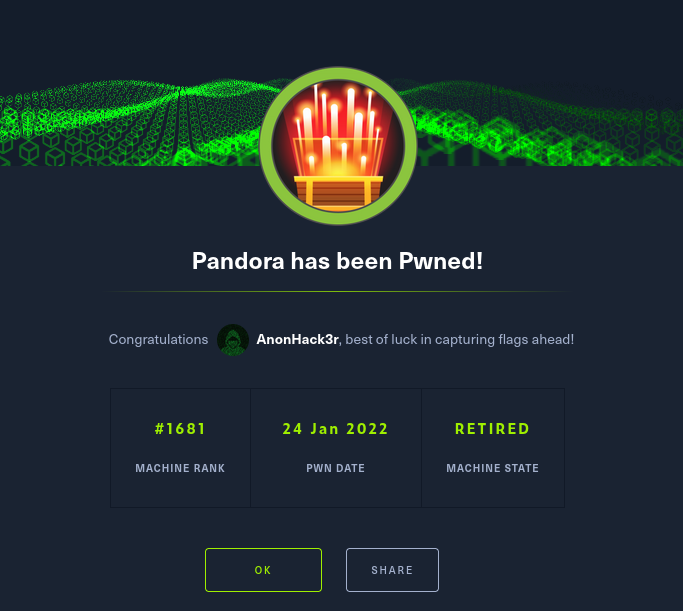 Pandora has been Pwned!
Congratulations AnonHack3r, best of luck in capturing flags ahead!
#1681 24 Jan 2022 RETIRED
MACHINE RANK PWN DATE MACHINE STATE
OK SHARE